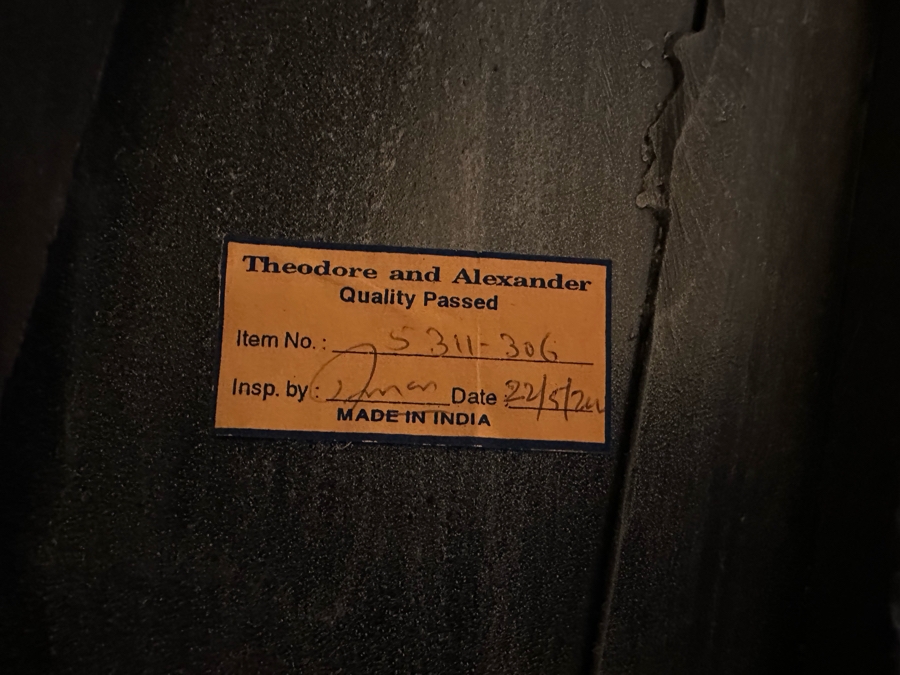 Theodore and Alexander
Quality Passed
Item No. : 5311-306
Insp. by : Date 22/5/24
MADE IN INDIA